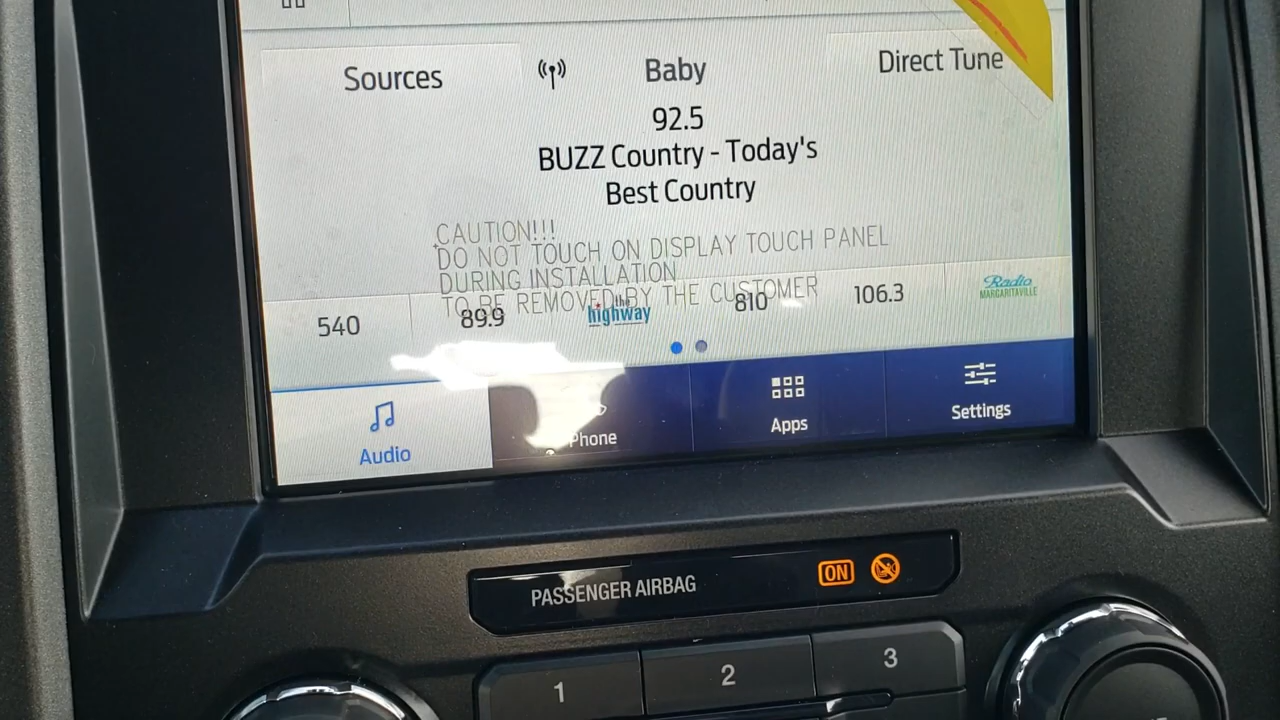 Sources
Baby
Direct Tune
92.5
BUZZ Country - Today's
Best Country
CAUTION!!!
DO NOT TOUCH ON DISPLAY TOUCH PANEL
DURING INSTALLATION
TO BE REMOVED BY THE CUSTOMER
540
89.9
the highway
810
106.3
Radio
MARGARITAVILLE
Audio
Phone
Apps
Settings
PASSENGER AIRBAG
ON
1
2
3